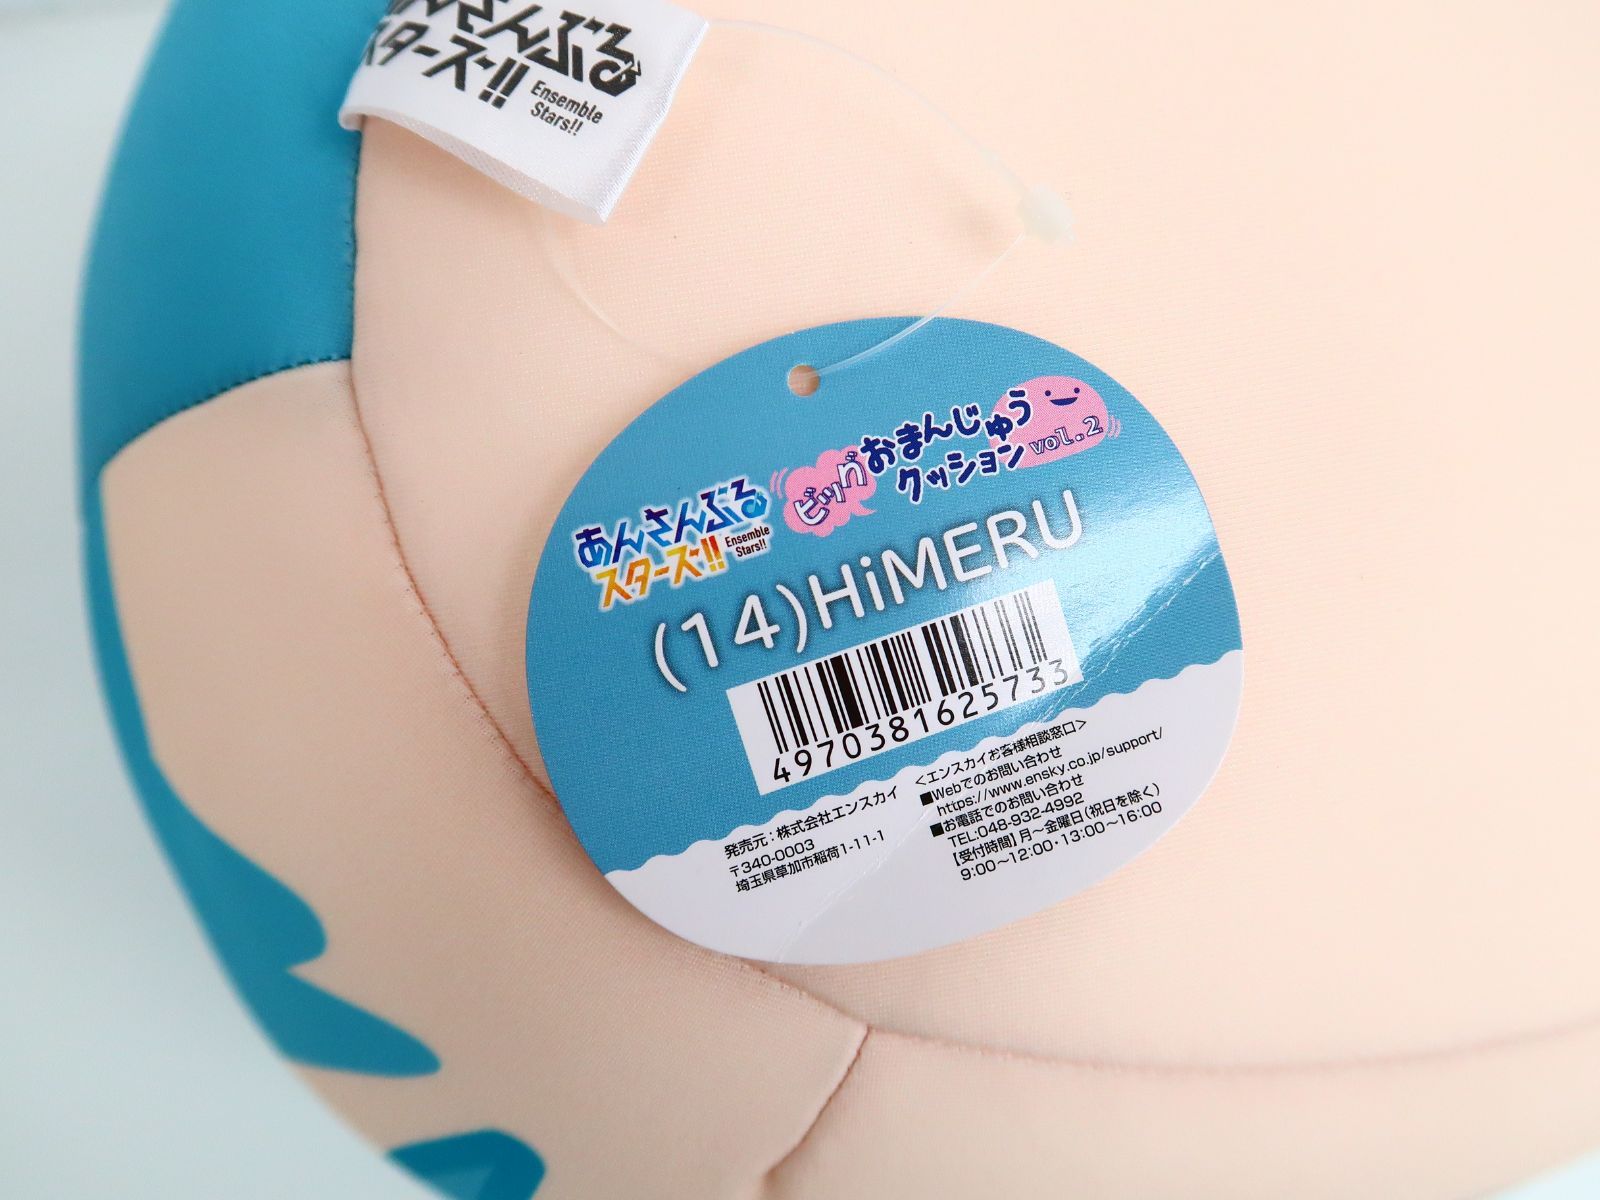 あんさんぶる
スターズ!!
Ensemble
Stars!!
ビッグおまんじゅう
クッション vol.2
あんさんぶる
スターズ!!
Ensemble
Stars!!
(14)HiMERU
4970381625733
発売元：株式会社エンスカイ
〒340-0003
埼玉県草加市稲荷1-11-1
<エンスカイお客様相談窓口>
■Webでのお問い合わせ
https://www.ensky.co.jp/support/
■お電話でのお問い合わせ
TEL:048-932-4992
【受付時間】月～金曜日(祝日を除く)
9:00～12:00・13:00～16:00